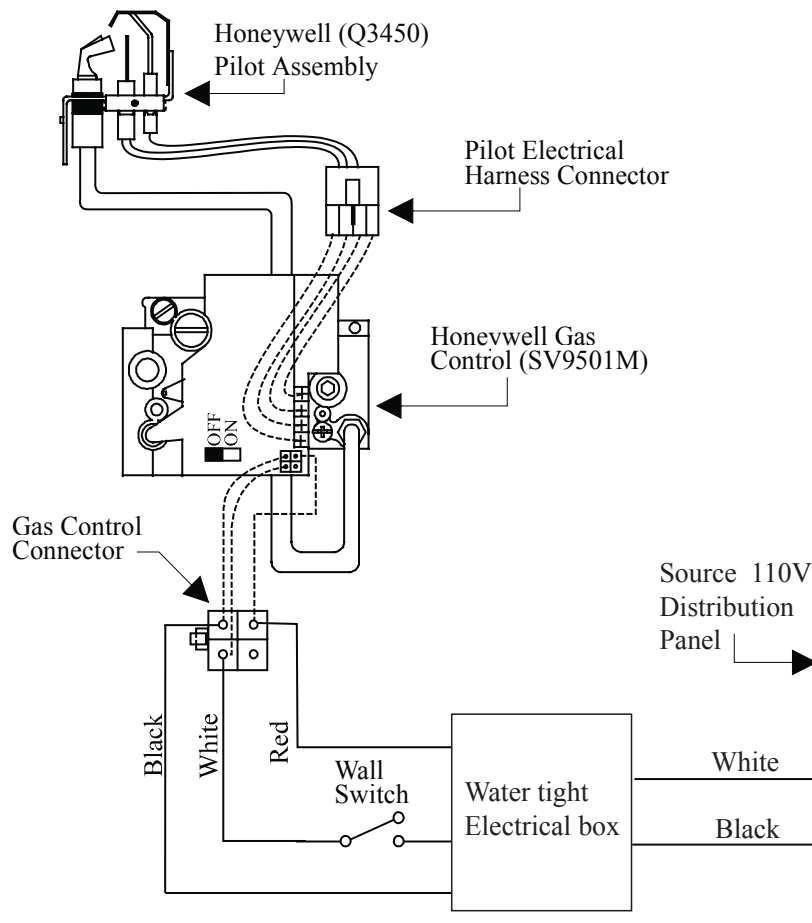 Honeywell (Q3450)
Pilot Assembly
Pilot Electrical
Harness Connector
Honevwell Gas
Control (SV9501M)
OFF
ON
Gas Control
Connector
Source 110V
Distribution
Panel
Black
White
Red
Wall
Switch
Water tight
Electrical box
White
Black